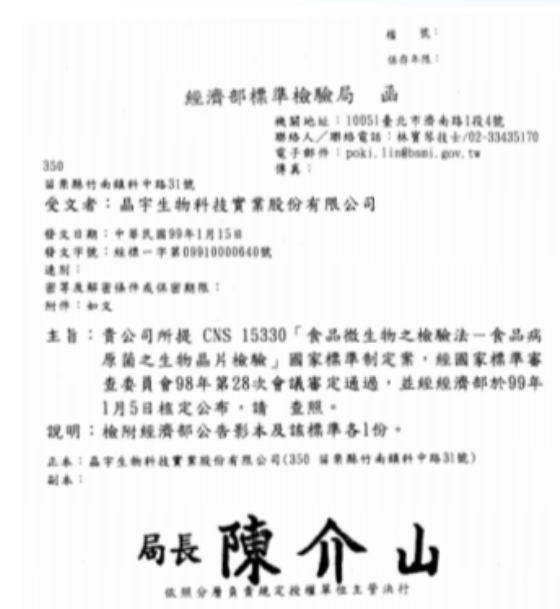 檔　　號：
保存年限：
經濟部標準檢驗局　函
機關地址：10051臺北市濟南路1段4號
聯絡人／聯絡電話：林寶琴技士/02-33435170
電子郵件：poki.lin@bsmi.gov.tw
傳真：
350
苗栗縣竹南鎮科中路31號
受文者：晶宇生物科技實業股份有限公司
發文日期：中華民國99年1月15日
發文字號：經標一字第09910000640號
速別：
密等及解密條件或保密期限：
附件：如文
主旨：貴公司所提 CNS 15330「食品微生物之檢驗法－食品病
原菌之生物晶片檢驗」國家標準制定案，經國家標準審
查委員會98年第28次會議審定通過，並經經濟部於99年
1月5日核定公布，請　查照。
說明：檢附經濟部公告影本及該標準各1份。
正本：晶宇生物科技實業股份有限公司(350 苗栗縣竹南鎮科中路31號)
副本：
局長 陳介山
依照分層負責規定授權單位主管決行